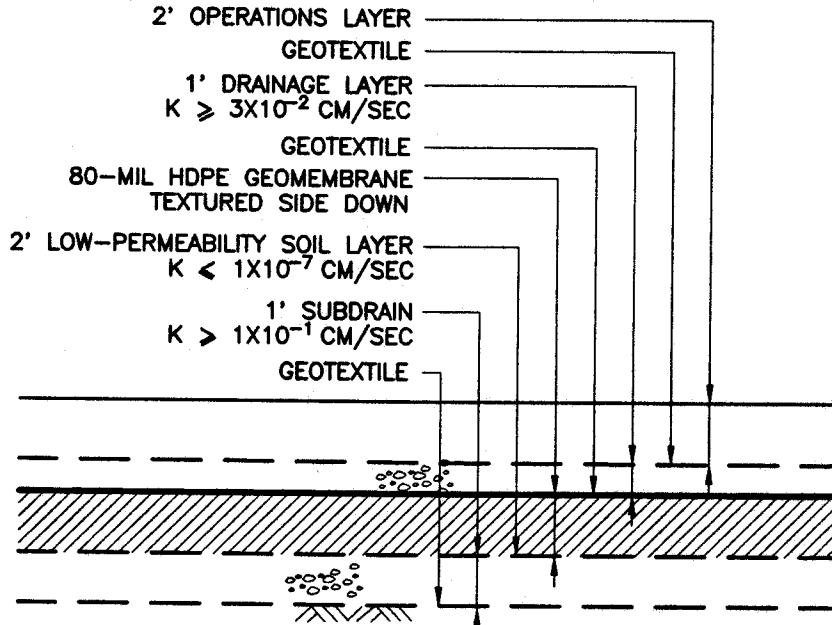 2' OPERATIONS LAYER
GEOTEXTILE
1' DRAINAGE LAYER
K ⩾ 3X10⁻² CM/SEC
GEOTEXTILE
80-MIL HDPE GEOMEMBRANE
TEXTURED SIDE DOWN
2' LOW-PERMEABILITY SOIL LAYER
K ⩽ 1X10⁻⁷ CM/SEC
1' SUBDRAIN
K ⩾ 1X10⁻¹ CM/SEC
GEOTEXTILE